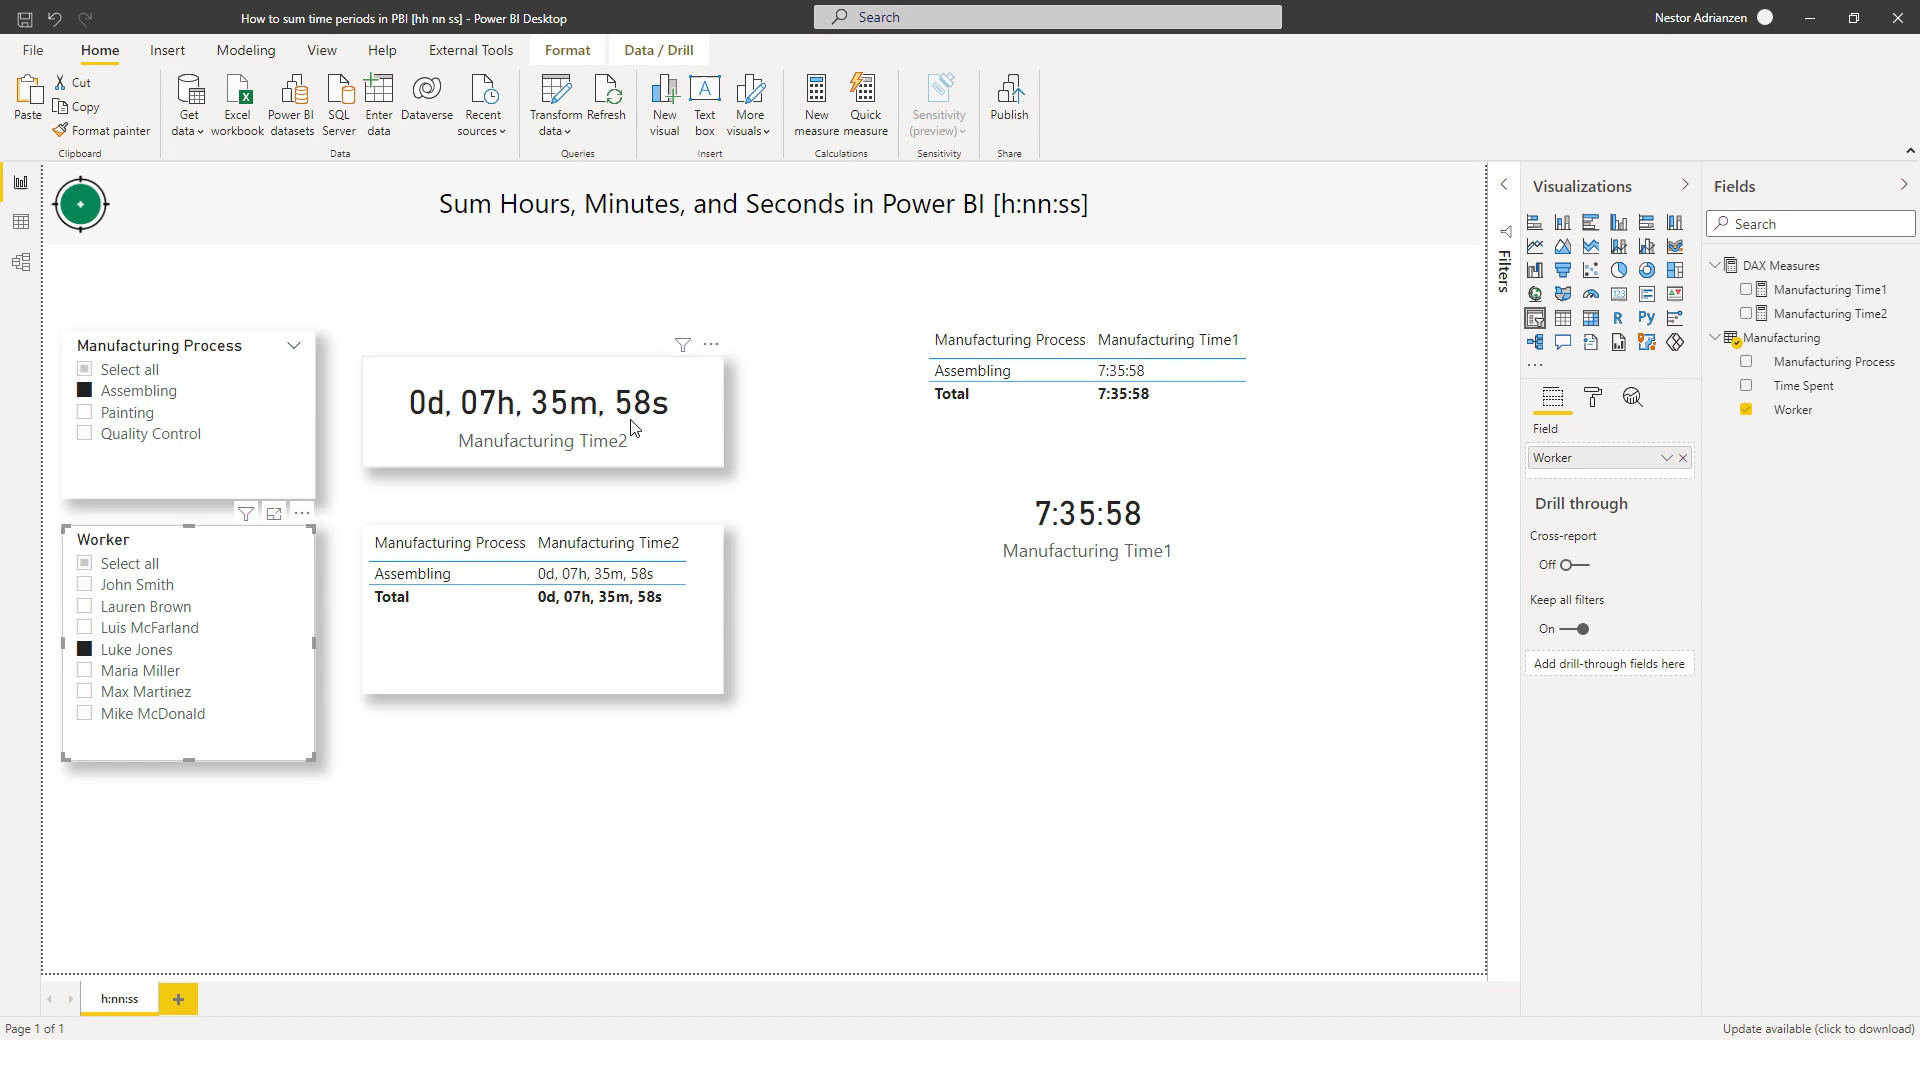 How to sum time periods in PBI [hh nn ss] - Power BI Desktop
Search
Nestor Adrianzen
File Home Insert Modeling View Help External Tools Format Data / Drill
Paste
Cut
Copy
Format painter
Clipboard
Get data
Excel workbook
Power BI datasets
SQL Server
Enter data
Dataverse
Recent sources
Data
Transform data
Refresh
Queries
New visual
Text box
More visuals
Insert
New measure
Quick measure
Calculations
Sensitivity (preview)
Sensitivity
Publish
Share
Sum Hours, Minutes, and Seconds in Power BI [h:nn:ss]
Manufacturing Process
Select all
Assembling
Painting
Quality Control
Worker
Select all
John Smith
Lauren Brown
Luis McFarland
Luke Jones
Maria Miller
Max Martinez
Mike McDonald
0d, 07h, 35m, 58s
Manufacturing Time2
Manufacturing Process Manufacturing Time2
Assembling 0d, 07h, 35m, 58s
Total 0d, 07h, 35m, 58s
Manufacturing Process Manufacturing Time1
Assembling 7:35:58
Total 7:35:58
7:35:58
Manufacturing Time1
Filters
Visualizations
123
R
Py
Field
Worker
Drill through
Cross-report
Off
Keep all filters
On
Add drill-through fields here
Fields
Search
DAX Measures
Manufacturing Time1
Manufacturing Time2
Manufacturing
Manufacturing Process
Time Spent
Worker
h:nn:ss
Page 1 of 1
Update available (click to download)